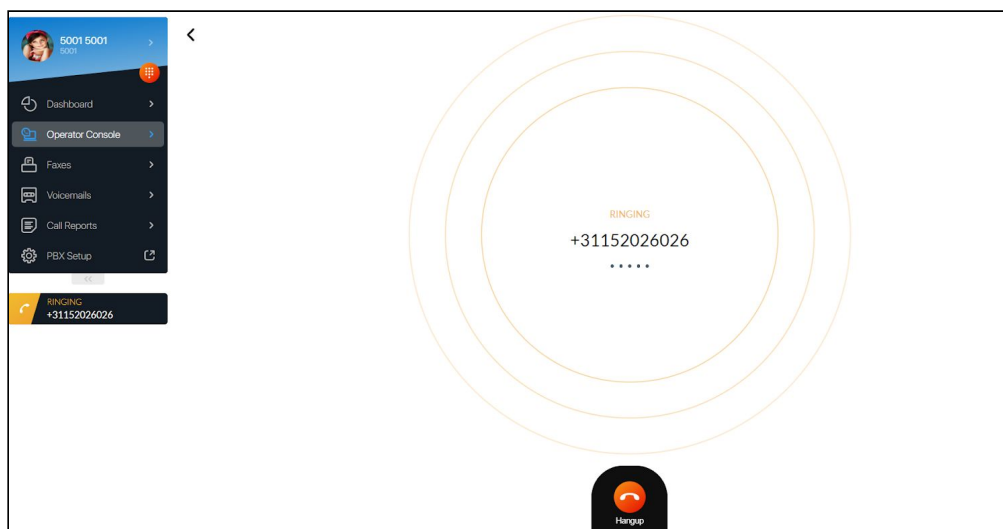 5001 5001
5001
Dashboard
Operator Console
Faxes
Voicemails
Call Reports
PBX Setup
RINGING
+31152026026
RINGING
+31152026026
Hangup